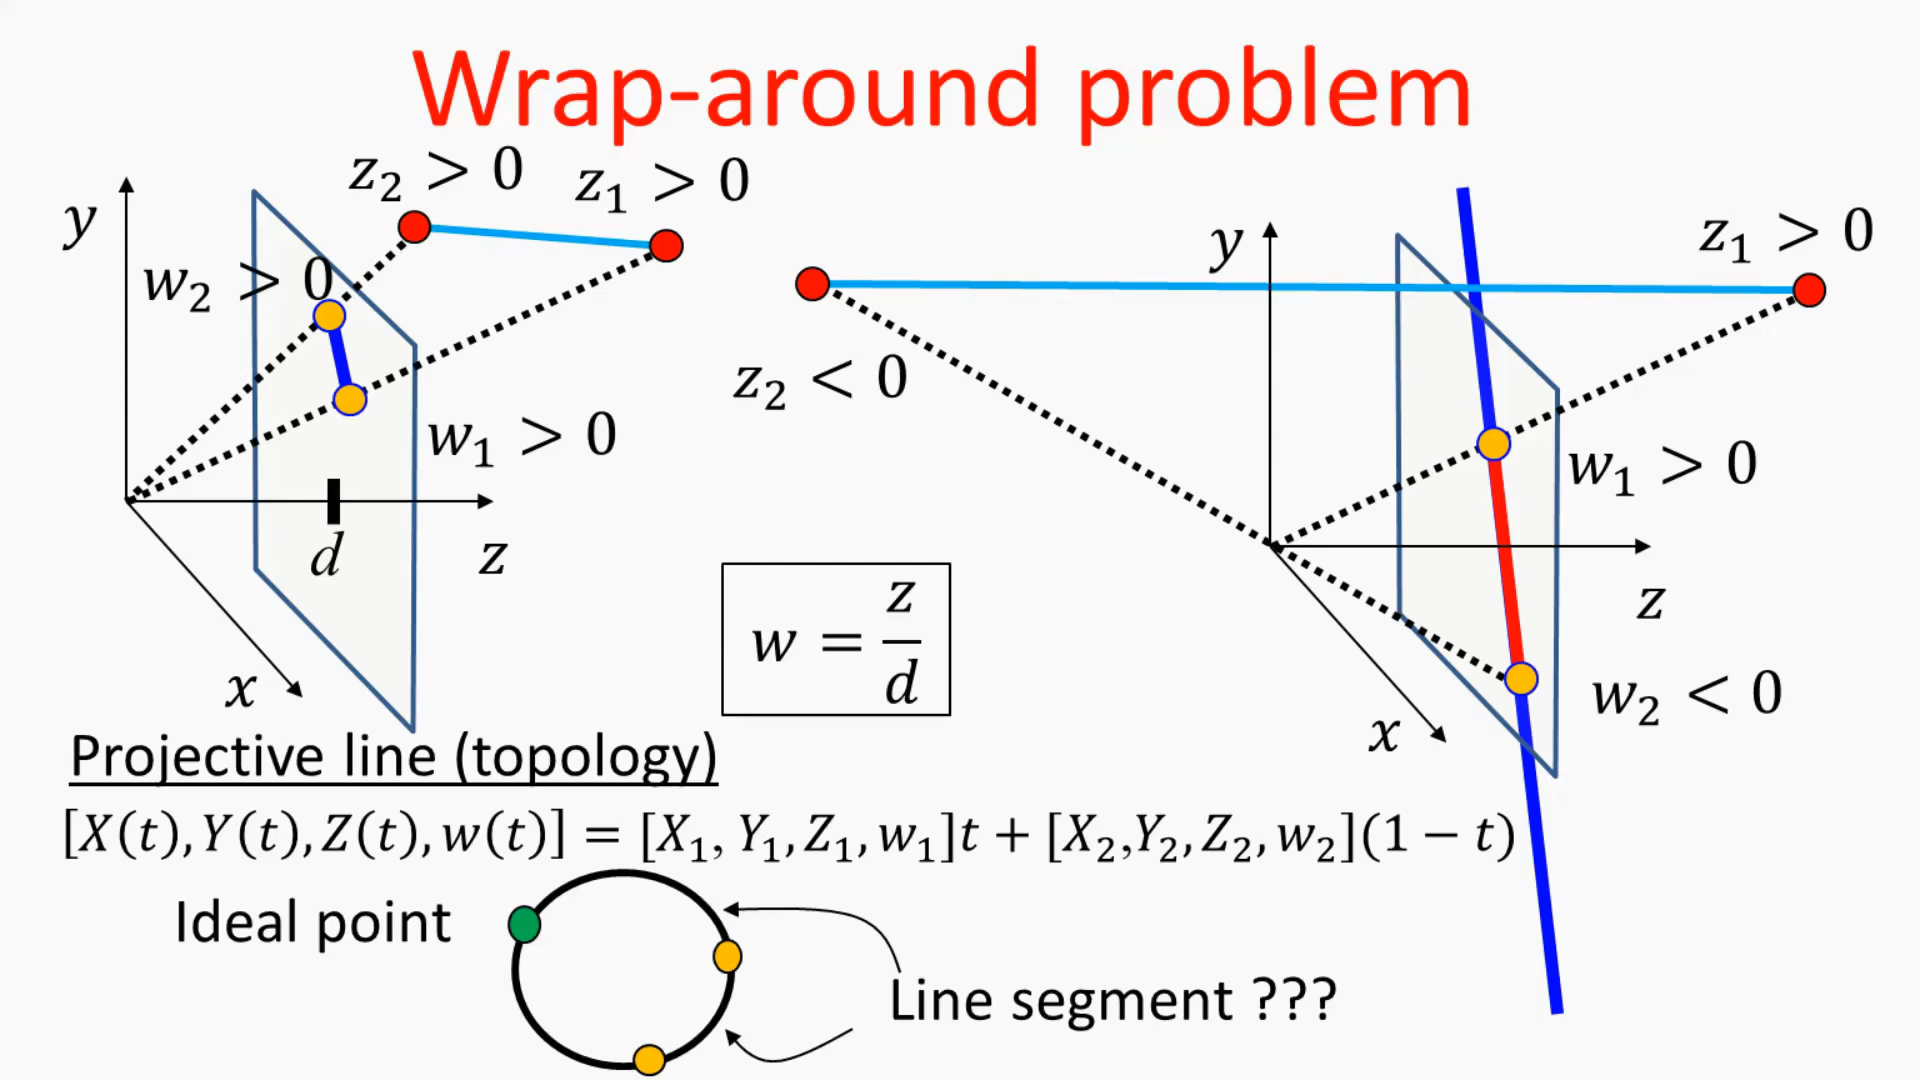 Wrap-around problem
z₂ > 0
z₁ > 0
y
w₂ > 0
w₁ > 0
d
z
x
y
z₁ > 0
z₂ < 0
w₁ > 0
z
w₂ < 0
x
w = z/d
Projective line (topology)
[X(t), Y(t), Z(t), w(t)] = [X₁, Y₁, Z₁, w₁]t + [X₂,Y₂, Z₂, w₂](1 − t)
Ideal point
Line segment ???